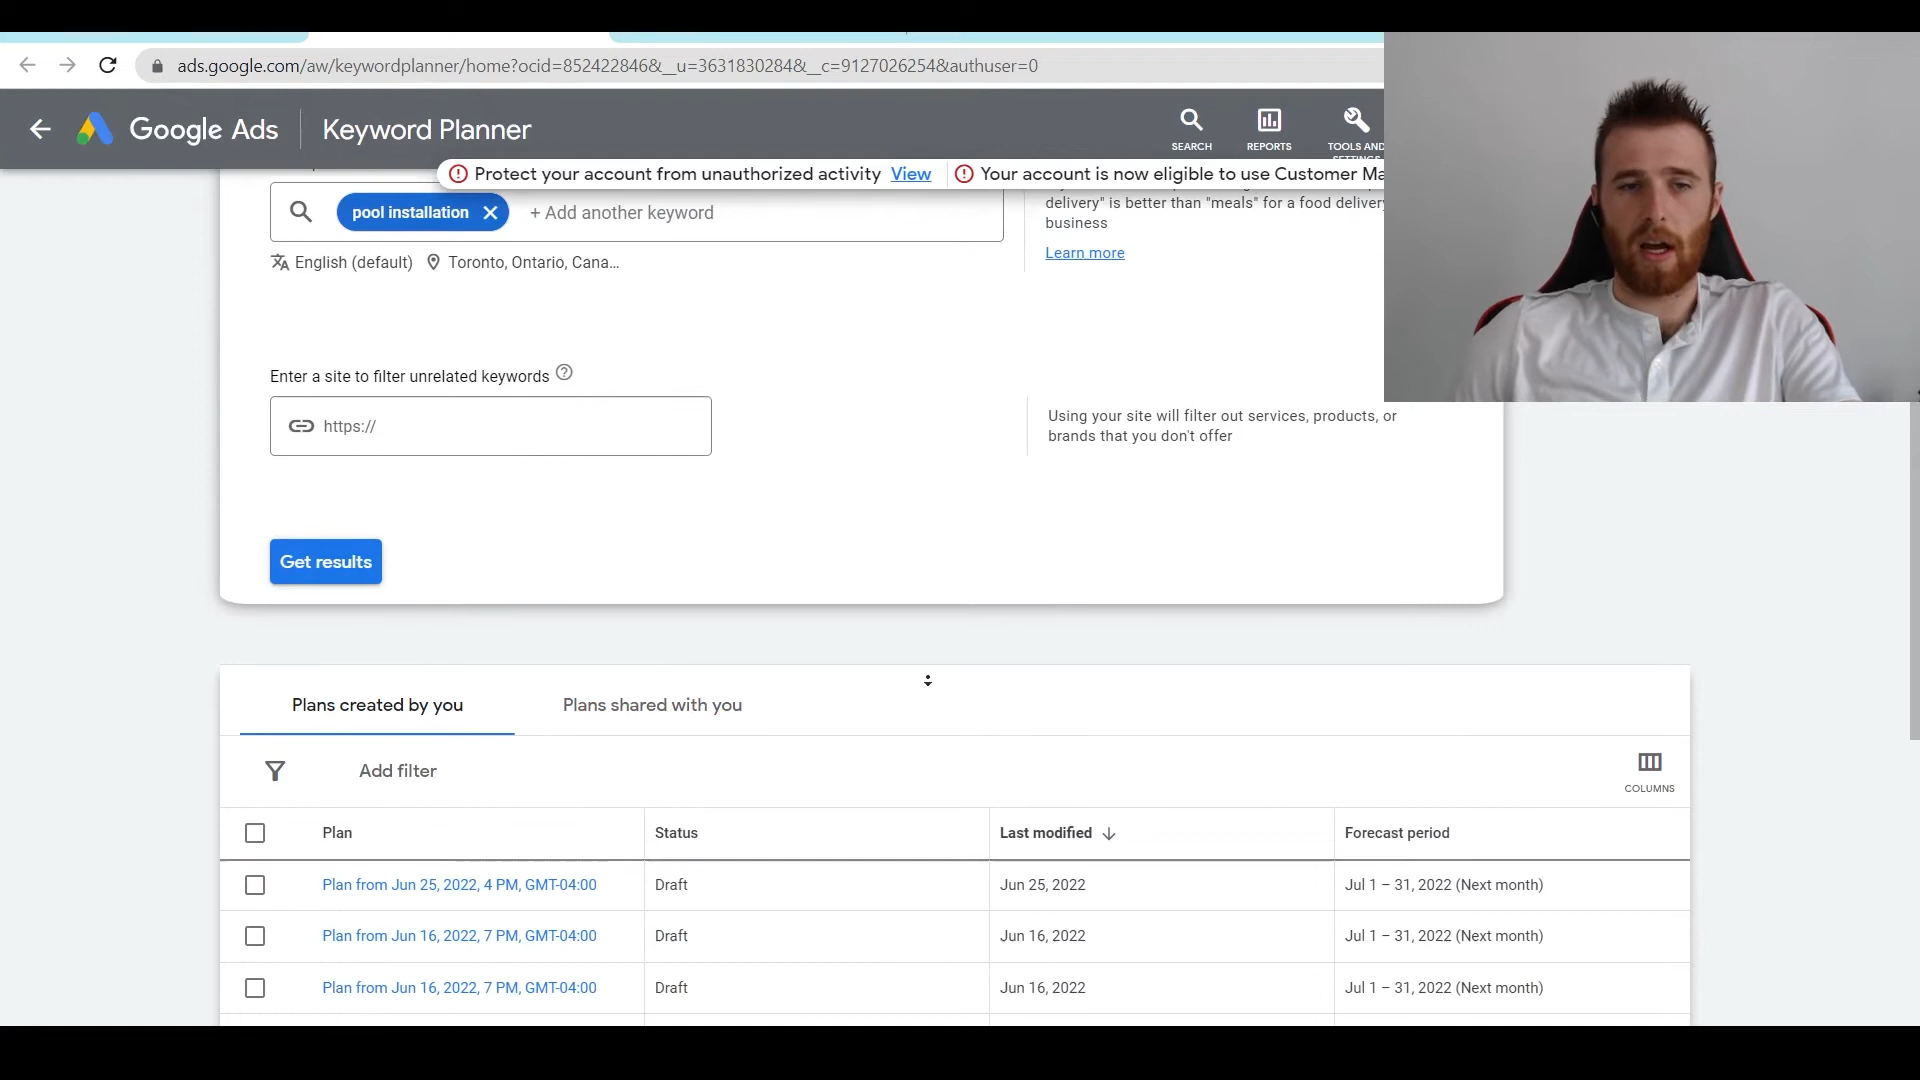 ads.google.com/aw/keywordplanner/home?ocid=852422846&__u=3631830284&__c=9127026254&authuser=0
Google Ads
Keyword Planner
SEARCH
REPORTS
TOOLS AND
SETTINGS
Protect your account from unauthorized activity View
Your account is now eligible to use Customer Ma
pool installation
+ Add another keyword
delivery" is better than "meals" for a food delivery
business
Learn more
English (default)
Toronto, Ontario, Cana...
Enter a site to filter unrelated keywords
https://
Using your site will filter out services, products, or
brands that you don't offer
Get results
Plans created by you
Plans shared with you
Add filter
COLUMNS
Plan
Status
Last modified
Forecast period
Plan from Jun 25, 2022, 4 PM, GMT-04:00
Draft
Jun 25, 2022
Jul 1 – 31, 2022 (Next month)
Plan from Jun 16, 2022, 7 PM, GMT-04:00
Draft
Jun 16, 2022
Jul 1 – 31, 2022 (Next month)
Plan from Jun 16, 2022, 7 PM, GMT-04:00
Draft
Jun 16, 2022
Jul 1 – 31, 2022 (Next month)